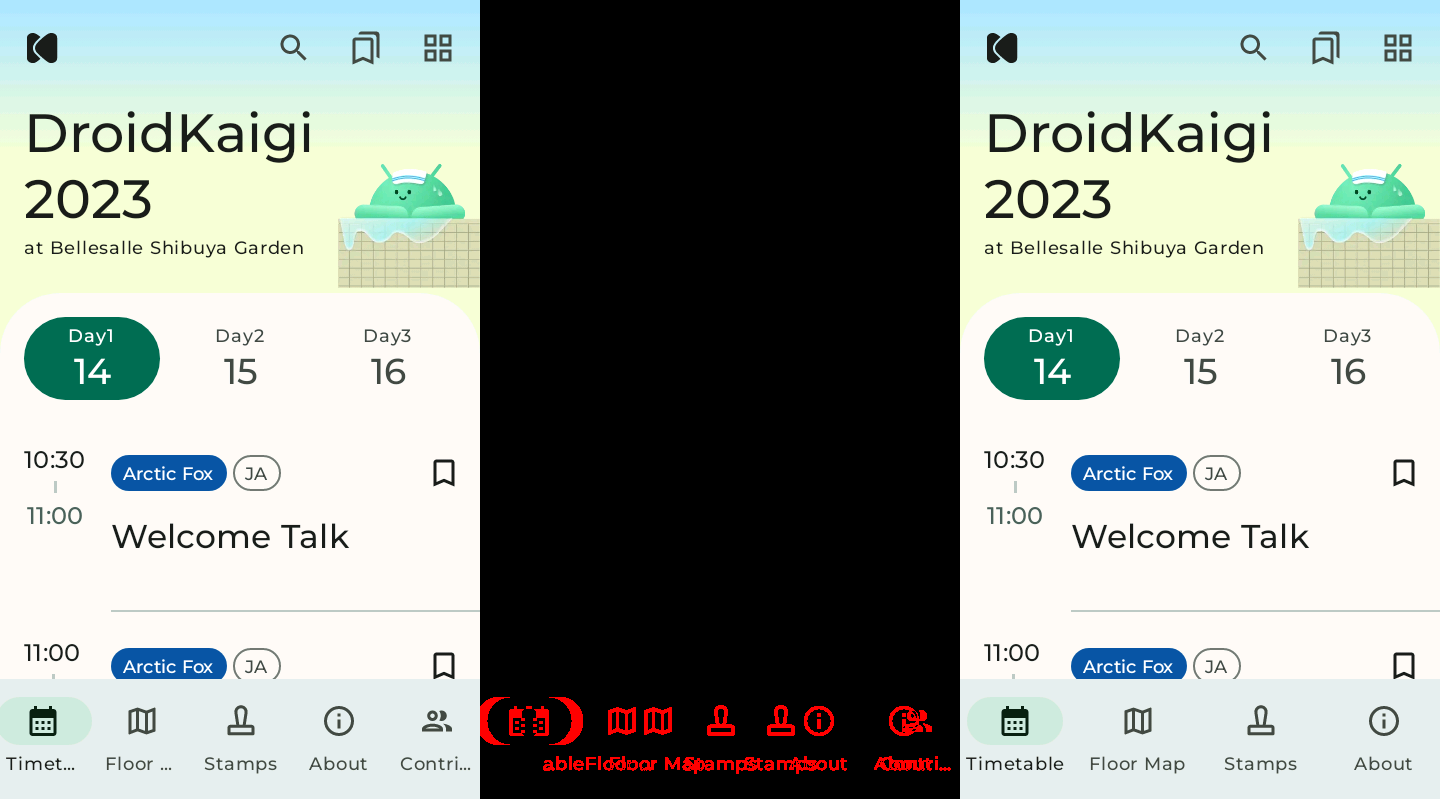 DroidKaigi
2023
at Bellesalle Shibuya Garden
Day1 Day2 Day3
14 15 16
10:30 Arctic Fox JA
11:00
Welcome Talk
11:00 Arctic Fox JA
Timet... Floor ... Stamps About Contri...
DroidKaigi
2023
at Bellesalle Shibuya Garden
Day1 Day2 Day3
14 15 16
10:30 Arctic Fox JA
11:00
Welcome Talk
11:00 Arctic Fox JA
Timetable Floor Map Stamps About